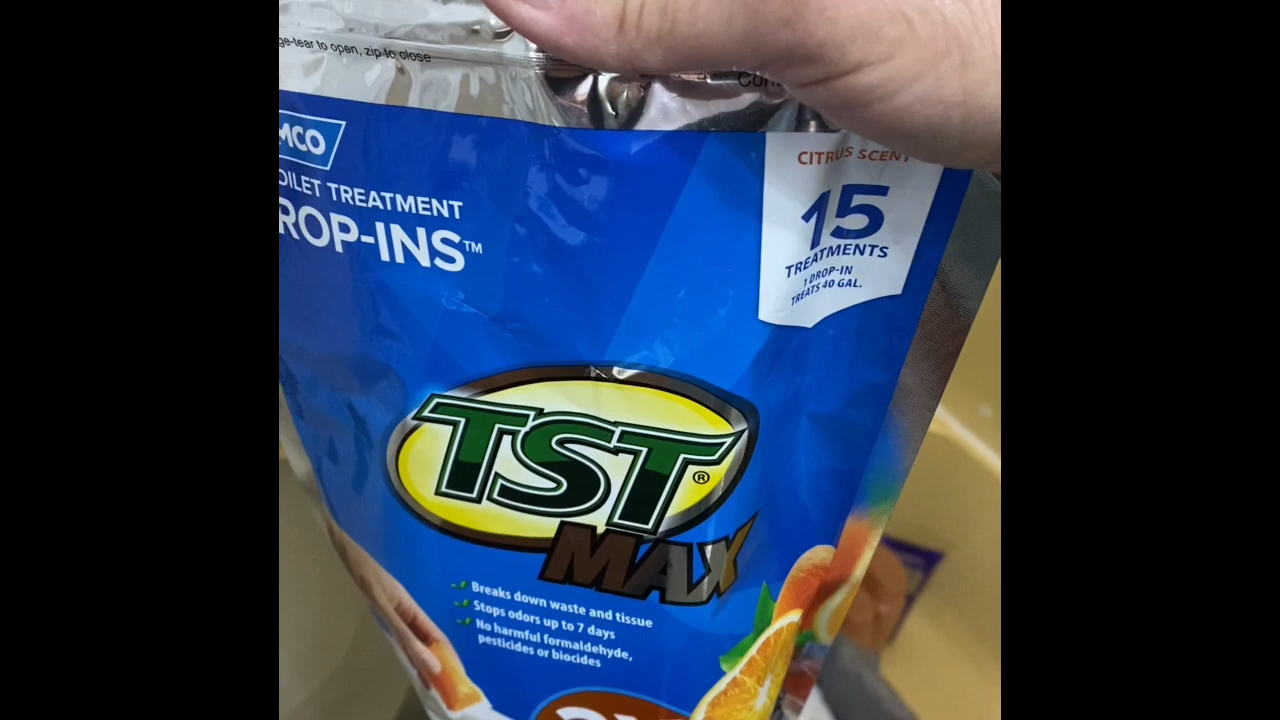 ge-tear to open, zip to close
Con
MCO
OILET TREATMENT
ROP-INS™
CITRUS SCENT
15
TREATMENTS
1 DROP-IN
TREATS 40 GAL.
TST®
MAX
Breaks down waste and tissue
Stops odors up to 7 days
No harmful formaldehyde,
pesticides or biocides